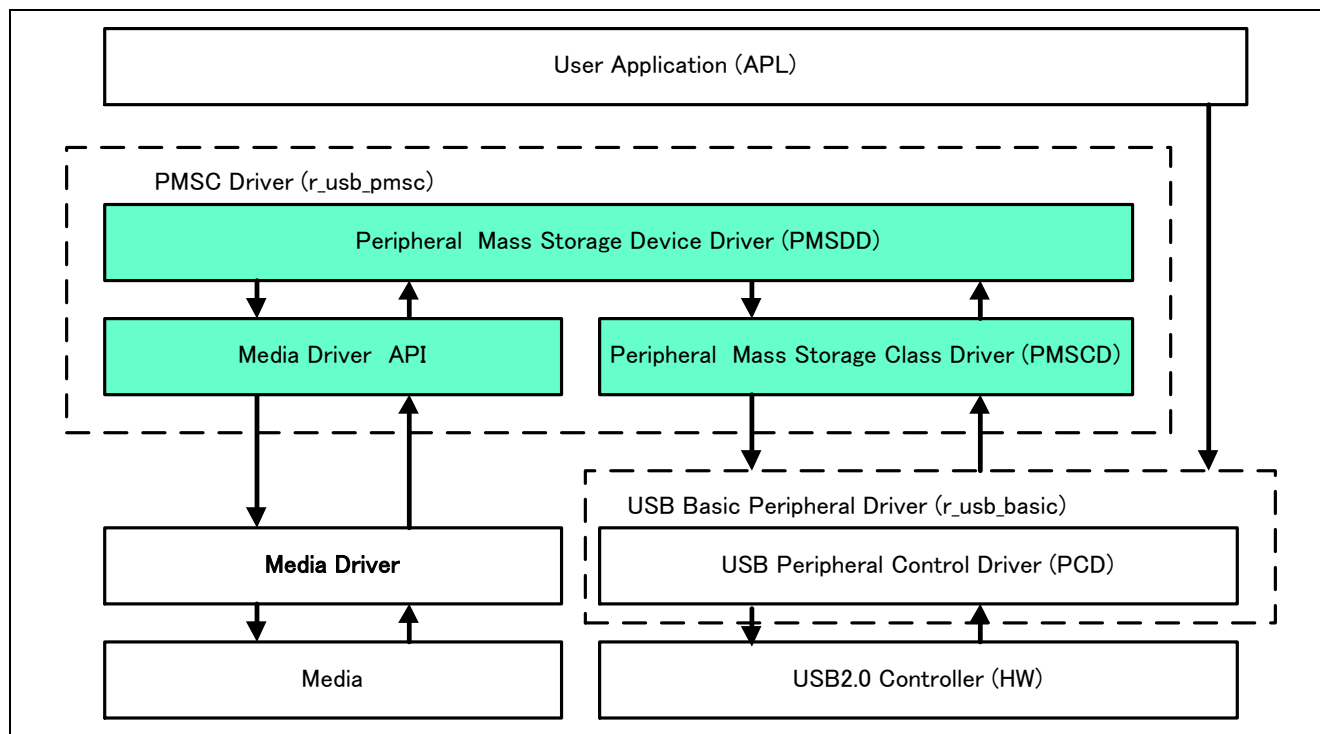 User Application (APL)
PMSC Driver (r_usb_pmsc)
Peripheral Mass Storage Device Driver (PMSDD)
Media Driver API
Peripheral Mass Storage Class Driver (PMSCD)
USB Basic Peripheral Driver (r_usb_basic)
Media Driver
USB Peripheral Control Driver (PCD)
Media
USB2.0 Controller (HW)